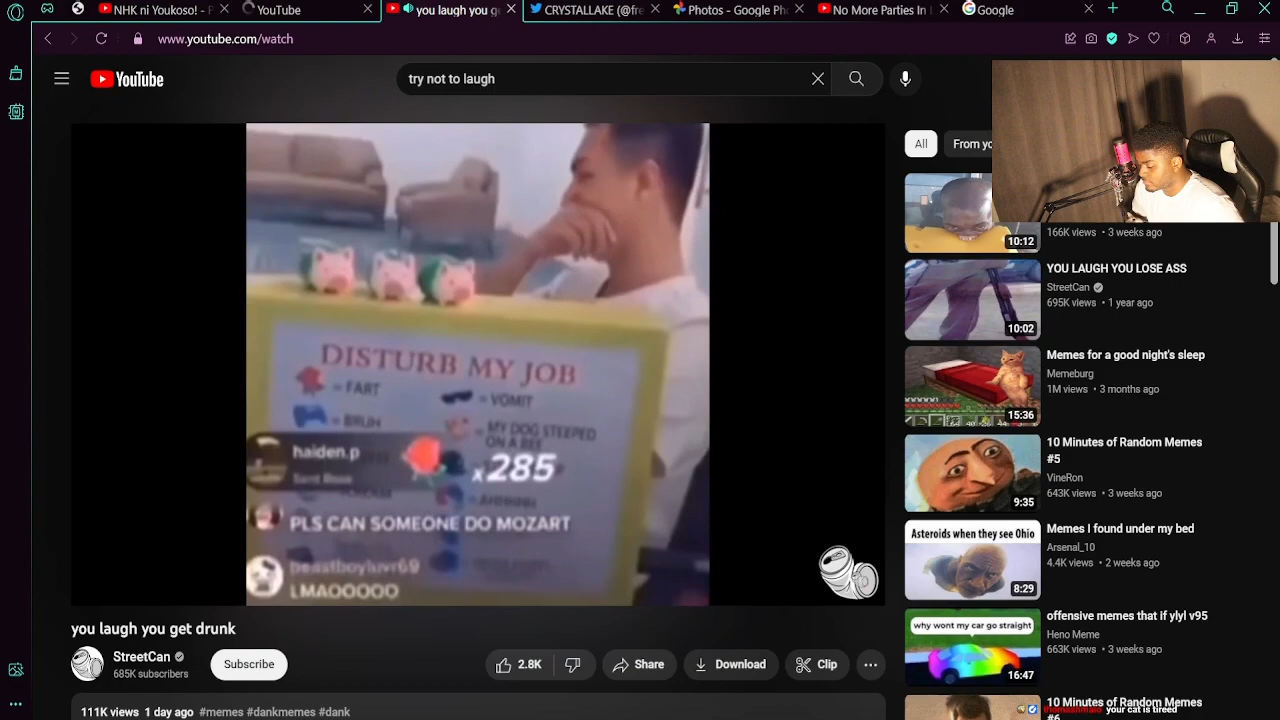 NHK ni Youkoso! - P
YouTube
you laugh you ge
CRYSTALLAKE (@fre
Photos - Google Pho
No More Parties In
Google
www.youtube.com/watch
YouTube
try not to laugh
All
From yo
10:12
166K views • 3 weeks ago
YOU LAUGH YOU LOSE ASS
StreetCan
695K views • 1 year ago
10:02
Memes for a good night's sleep
Memeburg
1M views • 3 months ago
15:36
10 Minutes of Random Memes
#5
VineRon
643K views • 3 weeks ago
9:35
Asteroids when they see Ohio
Memes I found under my bed
Arsenal_10
4.4K views • 2 weeks ago
8:29
why wont my car go straight
offensive memes that if ylyl v95
Heno Meme
663K views • 3 weeks ago
16:47
10 Minutes of Random Memes
#6
thomashmalo your cat is tireed
DISTURB MY JOB
= FART
= VOMIT
= BRUH
= MY DOG STEEPED
ON A BEE
haiden.p
Sent Rose
x285
PLS CAN SOMEONE DO MOZART
LMAOOOOO
you laugh you get drunk
StreetCan
685K subscribers
Subscribe
2.8K
Share
Download
Clip
111K views 1 day ago #memes #dankmemes #dank